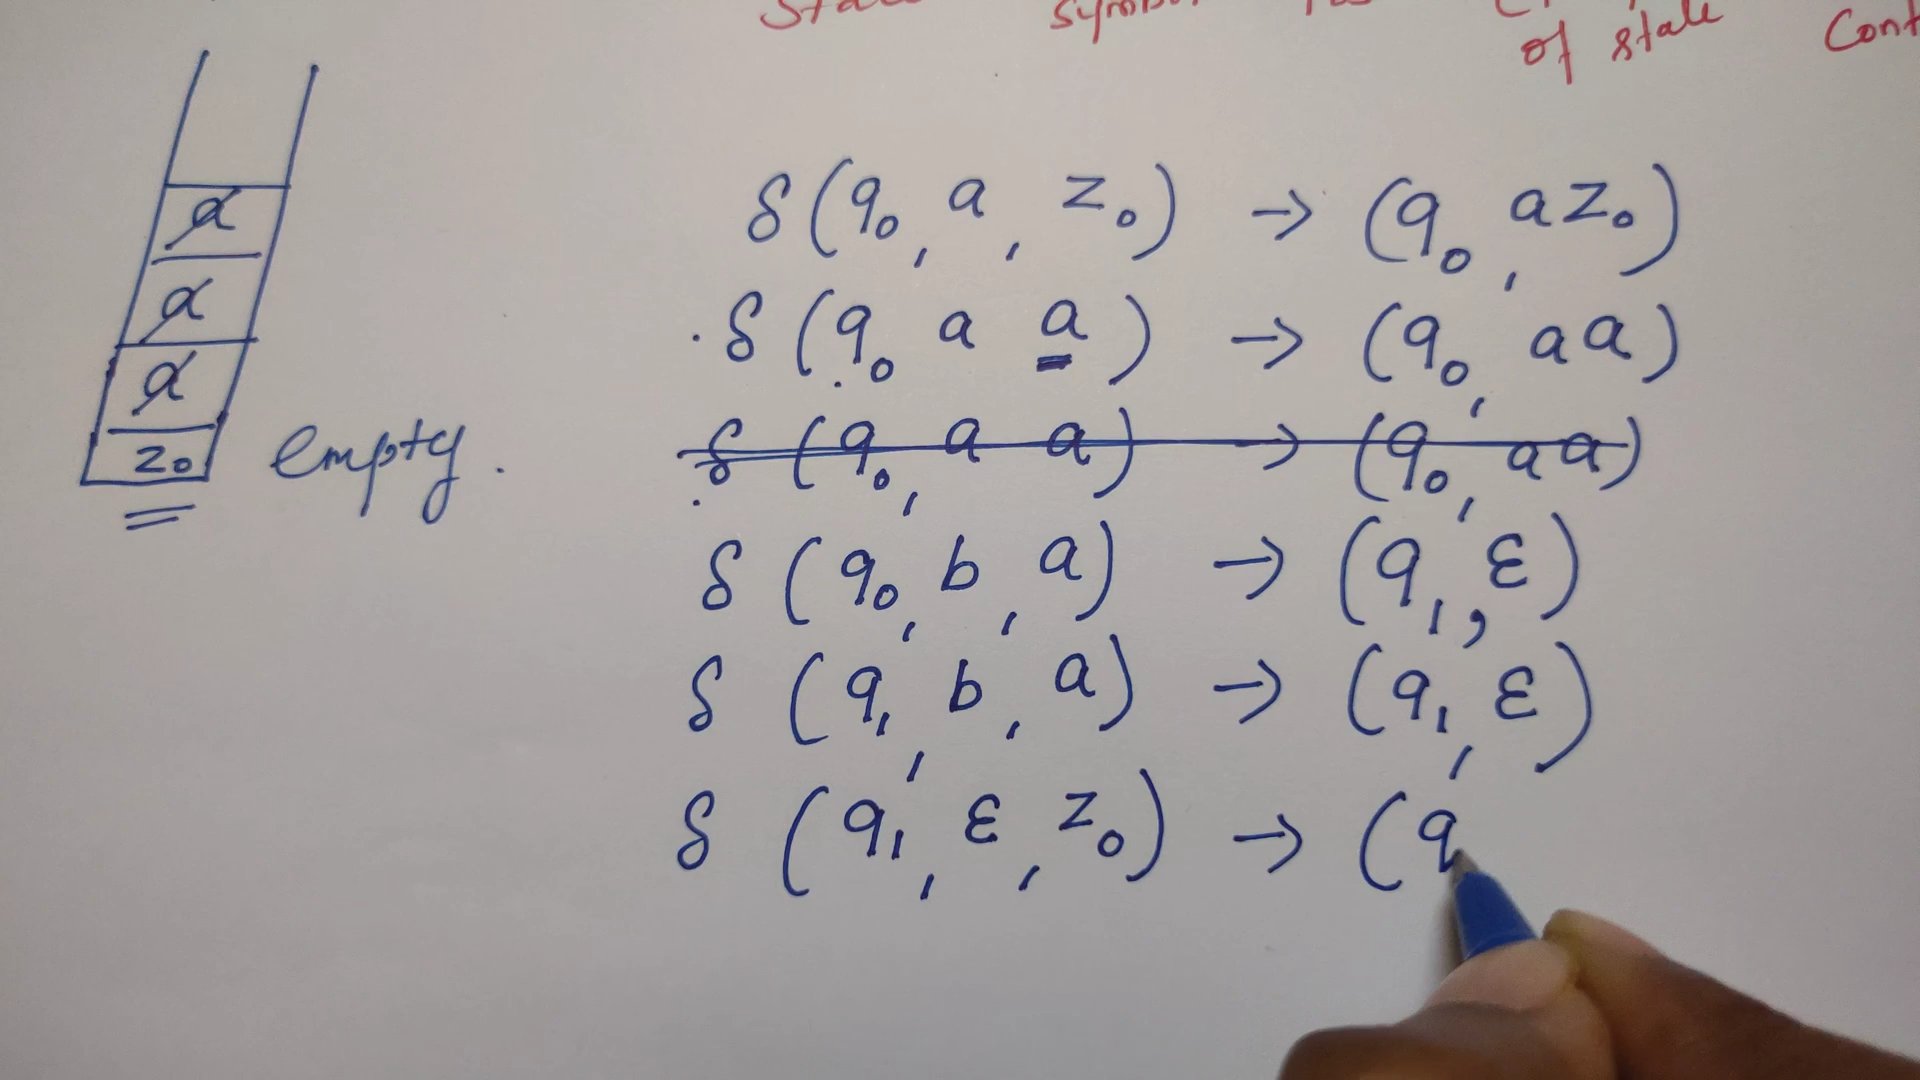 of state Cont
δ(q₀, a, z₀) → (q₀, az₀)
δ(q₀ a a) → (q₀, aa)
δ(q₀, a a) → (q₀, aa)
δ(q₀, b, a) → (q₁, ε)
δ(q₁, b, a) → (q₁, ε)
δ(q₁, ε, z₀) → (q
a
a
a
z₀ empty.